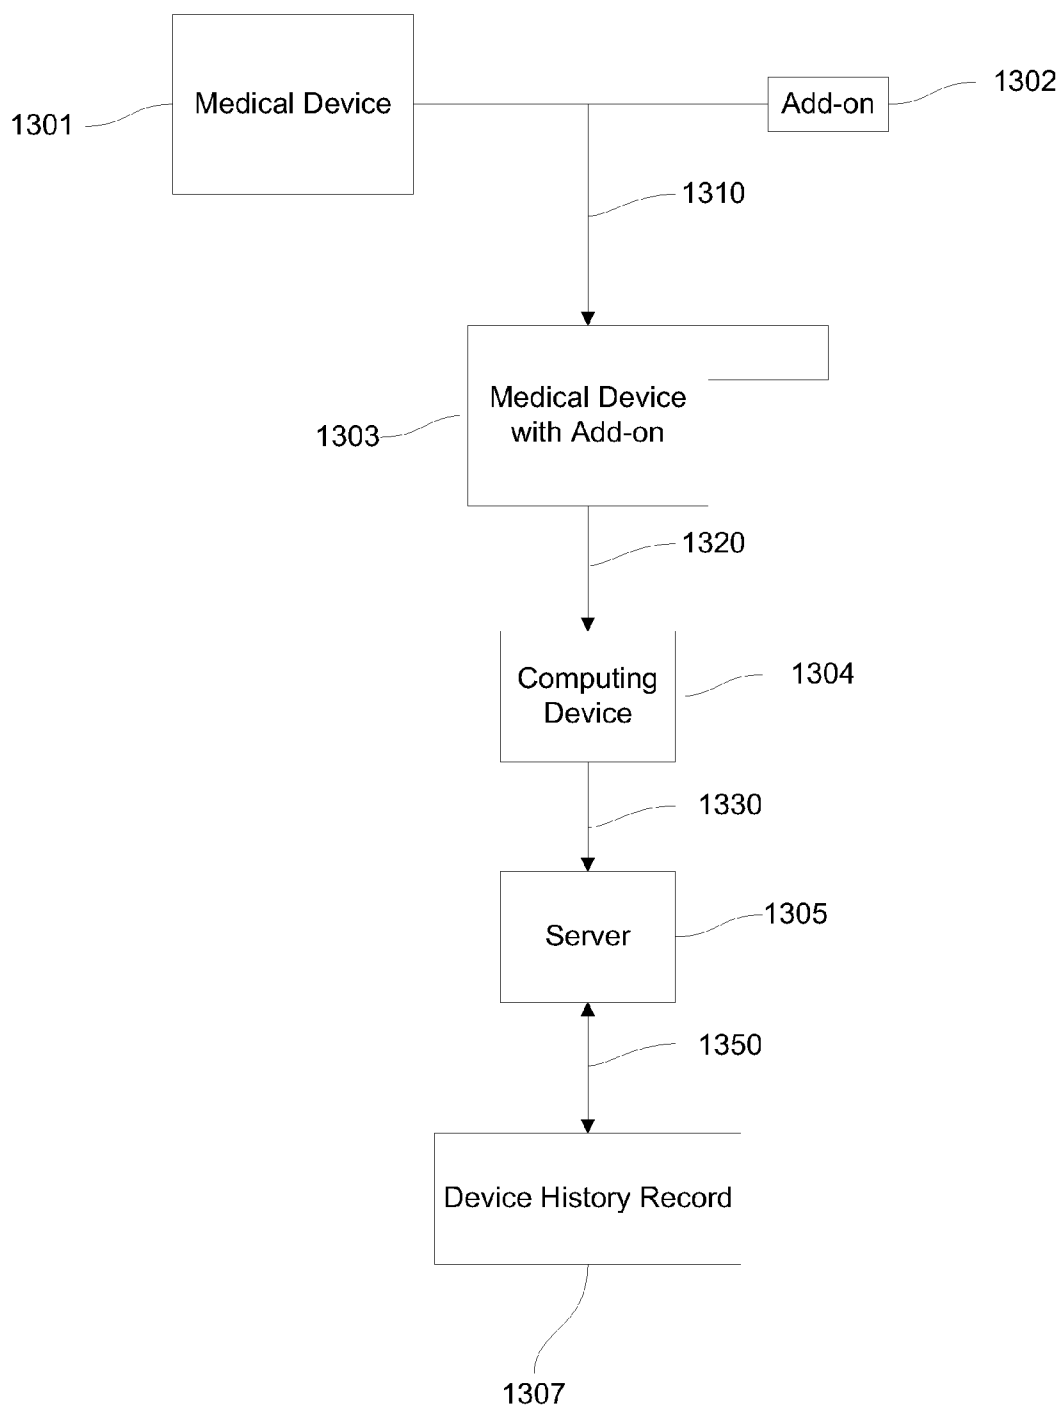 Medical Device
Add-on
1302
1301
1310
Medical Device
with Add-on
1303
1320
Computing
Device
1304
1330
Server
1305
1350
Device History Record
1307